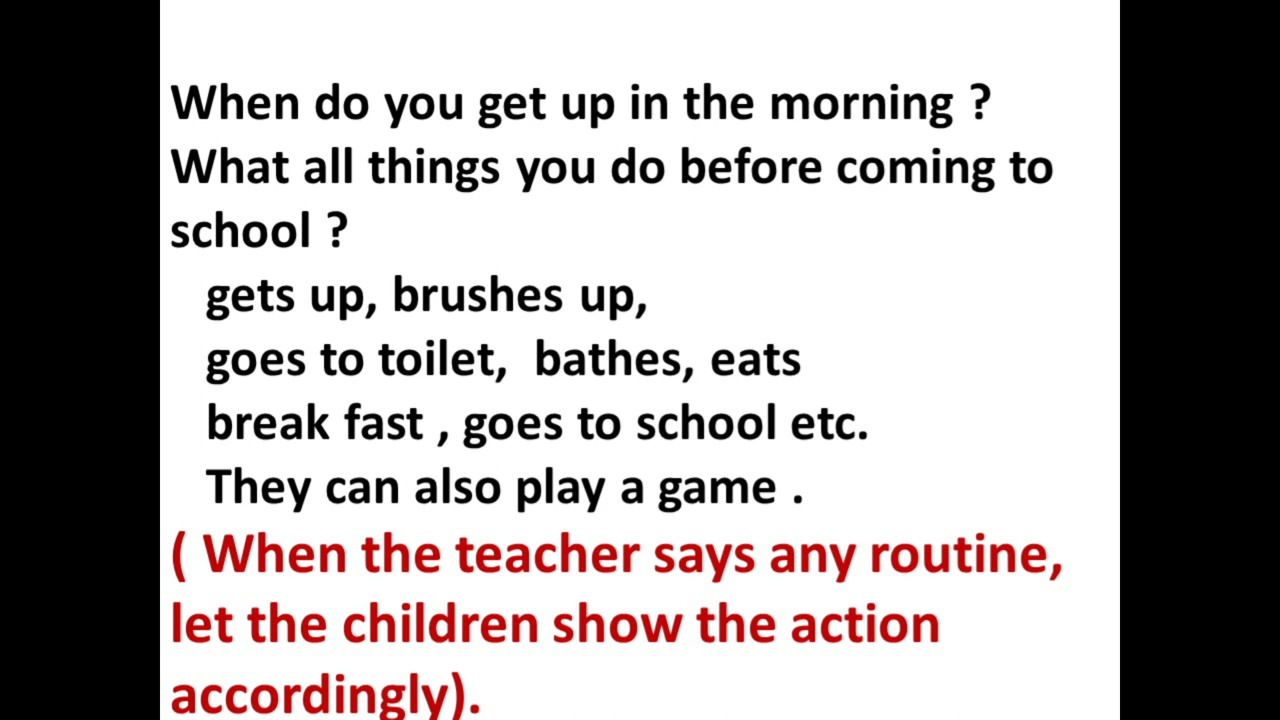 When do you get up in the morning ?
What all things you do before coming to
school ?
gets up, brushes up,
goes to toilet,  bathes, eats
break fast , goes to school etc.
They can also play a game .
( When the teacher says any routine,
let the children show the action
accordingly).